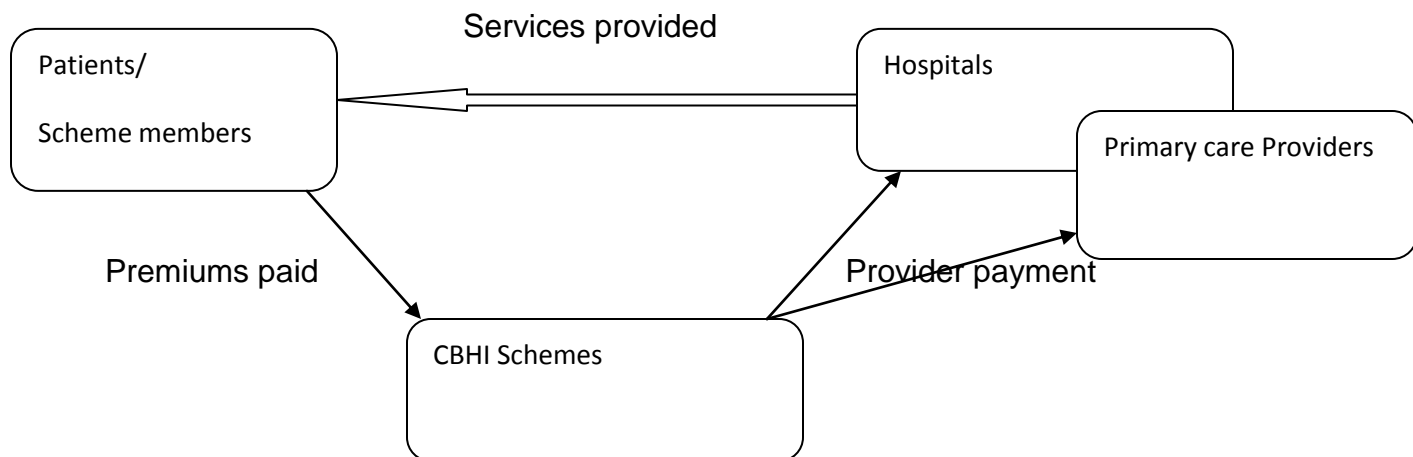 Services provided
Patients/
Scheme members
Hospitals
Primary care Providers
Premiums paid
Provider payment
CBHI Schemes